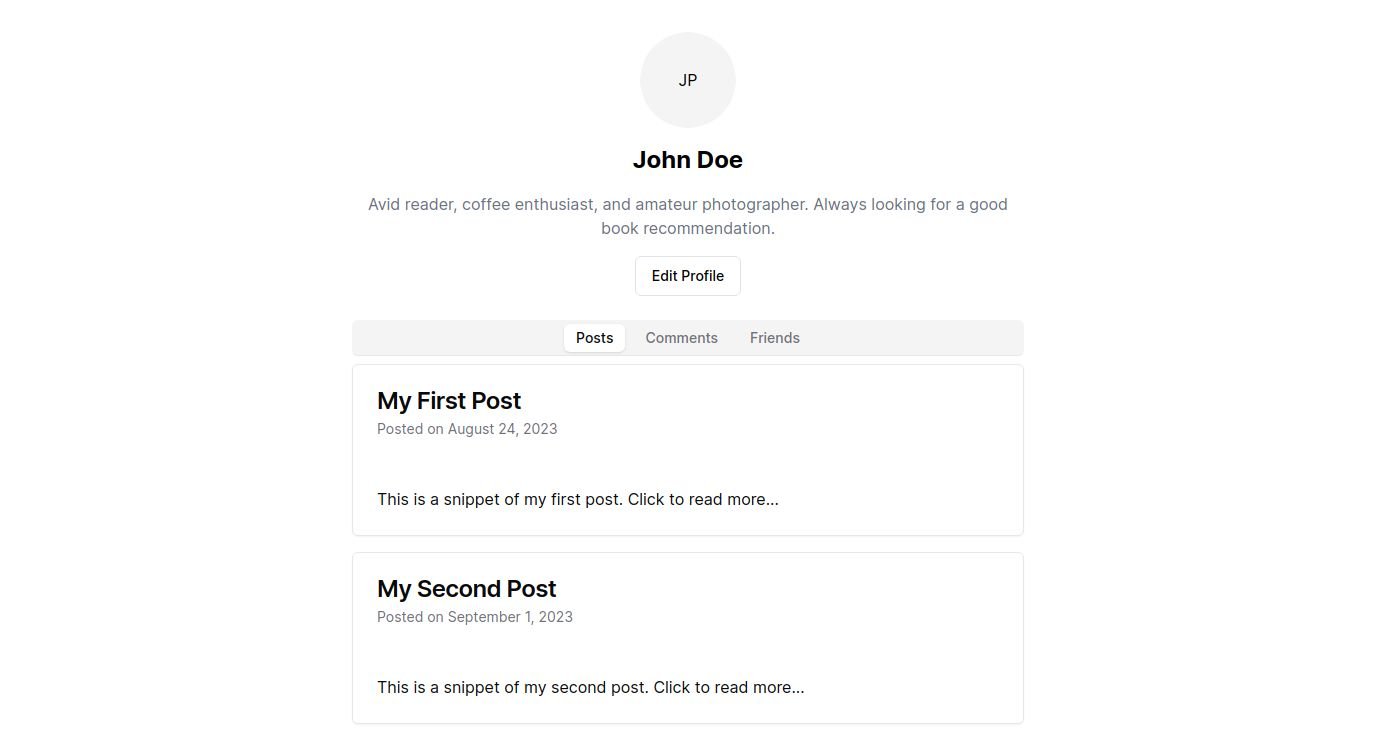 JP
John Doe
Avid reader, coffee enthusiast, and amateur photographer. Always looking for a good
book recommendation.
Edit Profile
Posts Comments Friends
My First Post
Posted on August 24, 2023
This is a snippet of my first post. Click to read more...
My Second Post
Posted on September 1, 2023
This is a snippet of my second post. Click to read more...